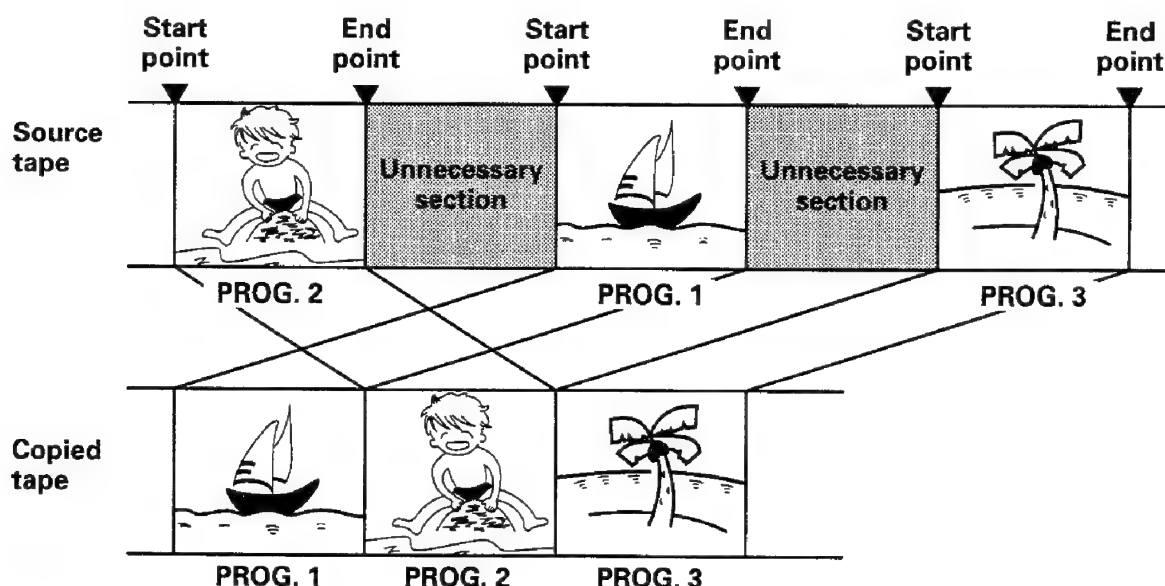 Start point
End point
Start point
End point
Start point
End point
Source tape
Unnecessary section
Unnecessary section
PROG. 2
PROG. 1
PROG. 3
Copied tape
PROG. 1
PROG. 2
PROG. 3